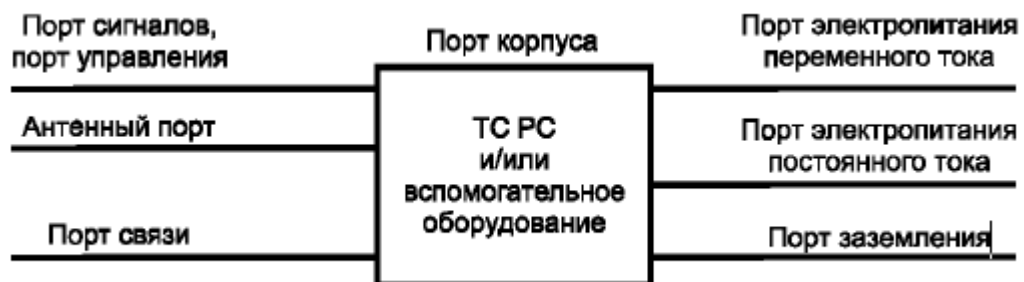 Порт сигналов,
порт управления
Антенный порт
Порт связи
Порт корпуса
ТС РС
и/или
вспомогательное
оборудование
Порт электропитания
переменного тока
Порт электропитания
постоянного тока
Порт заземления